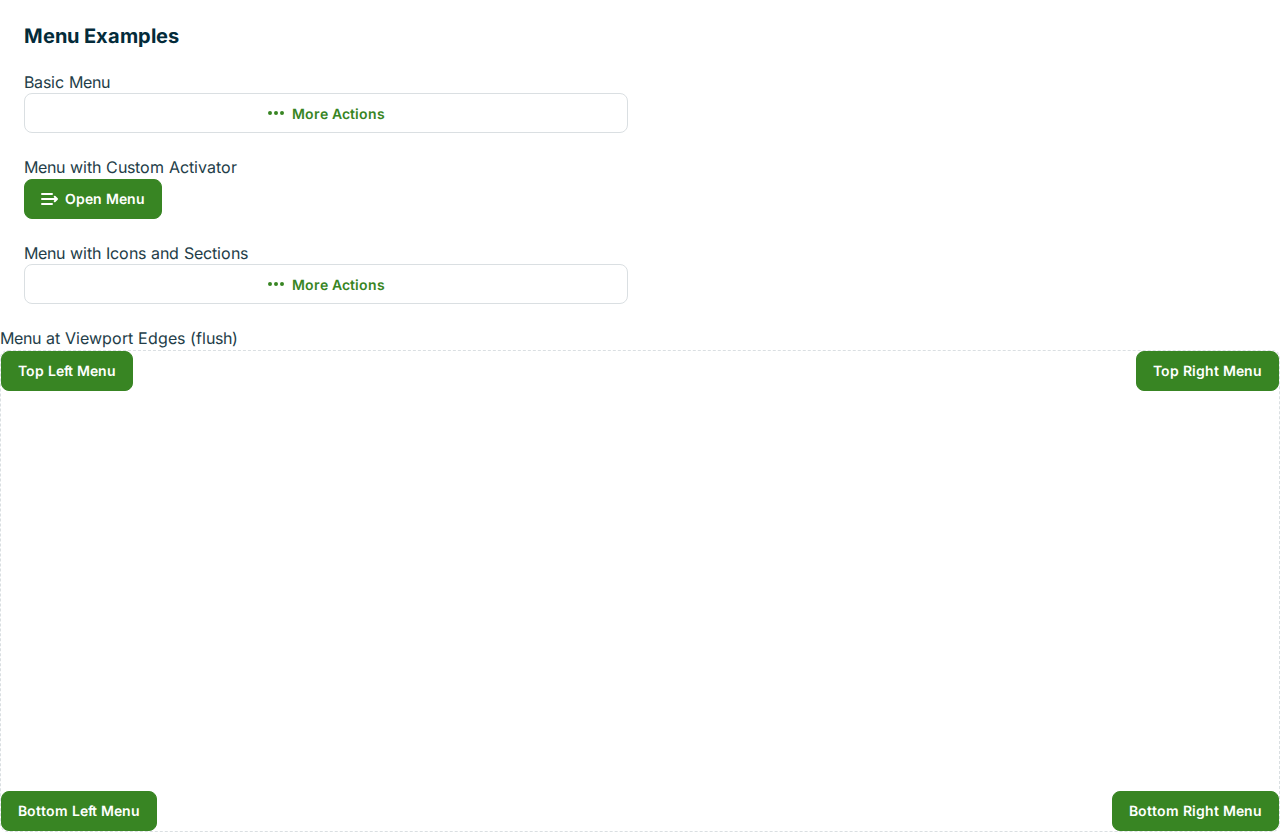 Menu Examples
Basic Menu
More Actions
Menu with Custom Activator
Open Menu
Menu with Icons and Sections
More Actions
Menu at Viewport Edges (flush)
Top Left Menu
Top Right Menu
Bottom Left Menu
Bottom Right Menu